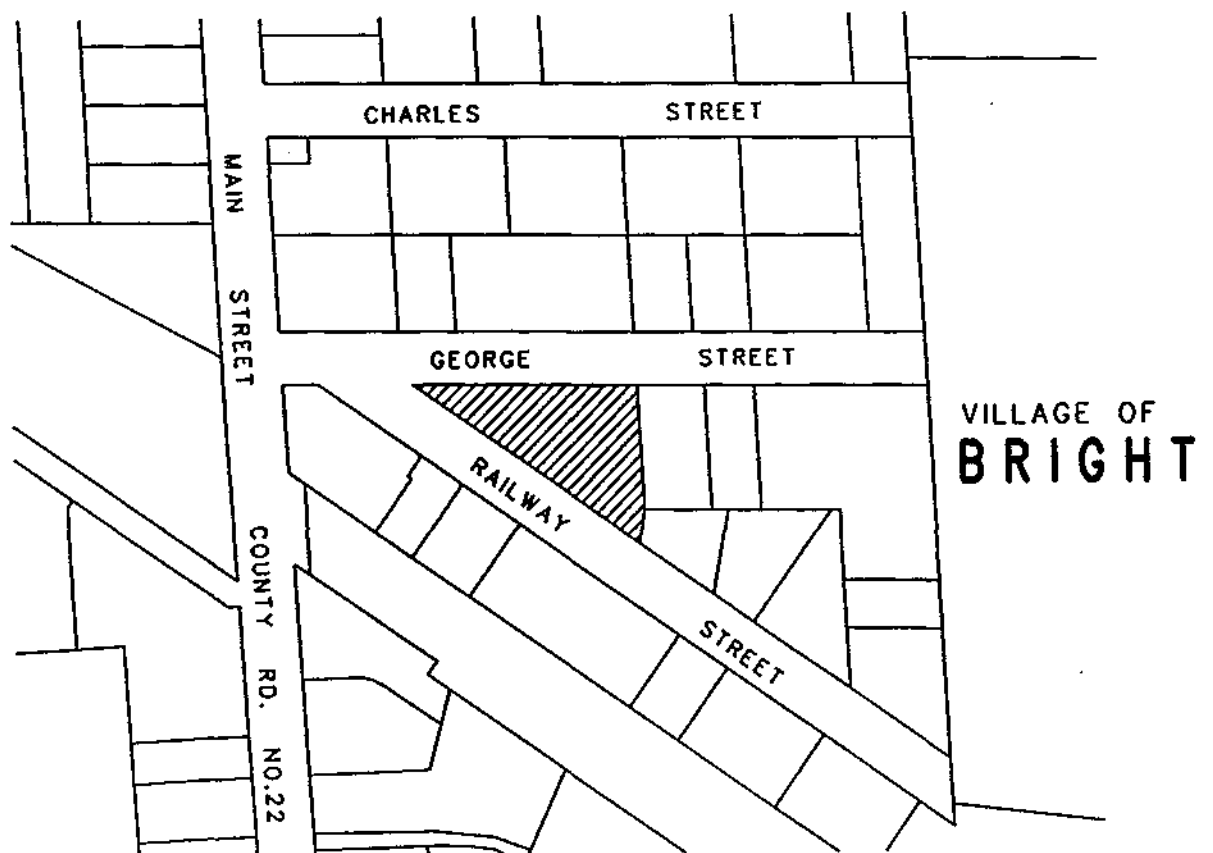 CHARLES STREET
MAIN STREET
GEORGE STREET
VILLAGE OF
BRIGHT
RAILWAY STREET
COUNTY RD. NO.22